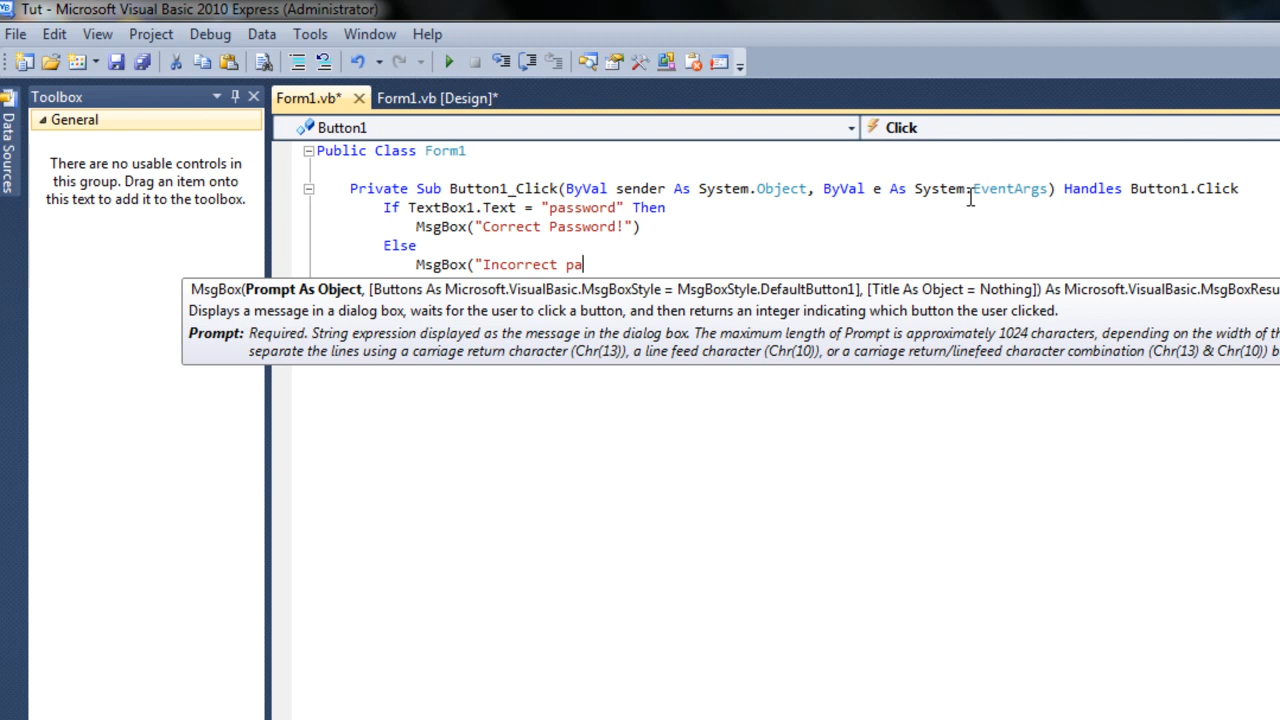 Tut - Microsoft Visual Basic 2010 Express (Administrator)
File Edit View Project Debug Data Tools Window Help
Toolbox
Form1.vb* Form1.vb [Design]*
General
Button1 Click
Data Sources
There are no usable controls in
this group. Drag an item onto
this text to add it to the toolbox.
Public Class Form1
Private Sub Button1_Click(ByVal sender As System.Object, ByVal e As System.EventArgs) Handles Button1.Click
If TextBox1.Text = "password" Then
MsgBox("Correct Password!")
Else
MsgBox("Incorrect pa
MsgBox(Prompt As Object, [Buttons As Microsoft.VisualBasic.MsgBoxStyle = MsgBoxStyle.DefaultButton1], [Title As Object = Nothing]) As Microsoft.VisualBasic.MsgBoxResu
Displays a message in a dialog box, waits for the user to click a button, and then returns an integer indicating which button the user clicked.
Prompt: Required. String expression displayed as the message in the dialog box. The maximum length of Prompt is approximately 1024 characters, depending on the width of th
separate the lines using a carriage return character (Chr(13)), a line feed character (Chr(10)), or a carriage return/linefeed character combination (Chr(13) & Chr(10)) b